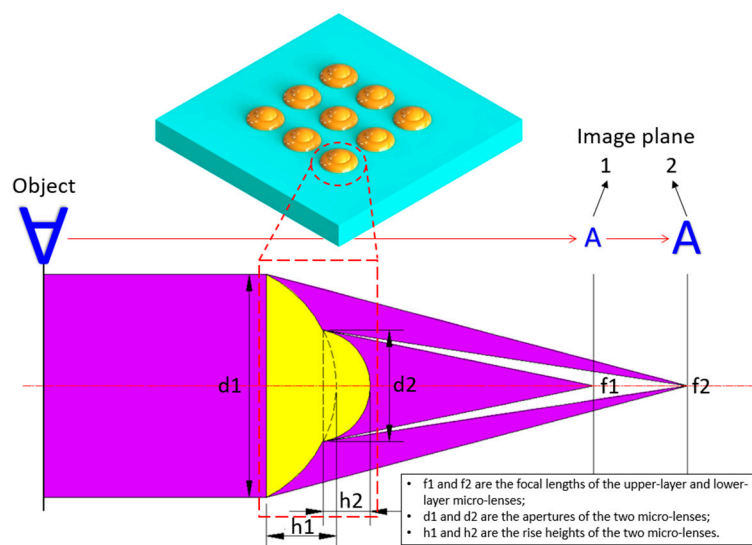 Image plane
1 2
Object
∀
A
A
d1
d2
f1
f2
h2
h1
• f1 and f2 are the focal lengths of the upper-layer and lower-
layer micro-lenses;
• d1 and d2 are the apertures of the two micro-lenses;
• h1 and h2 are the rise heights of the two micro-lenses.